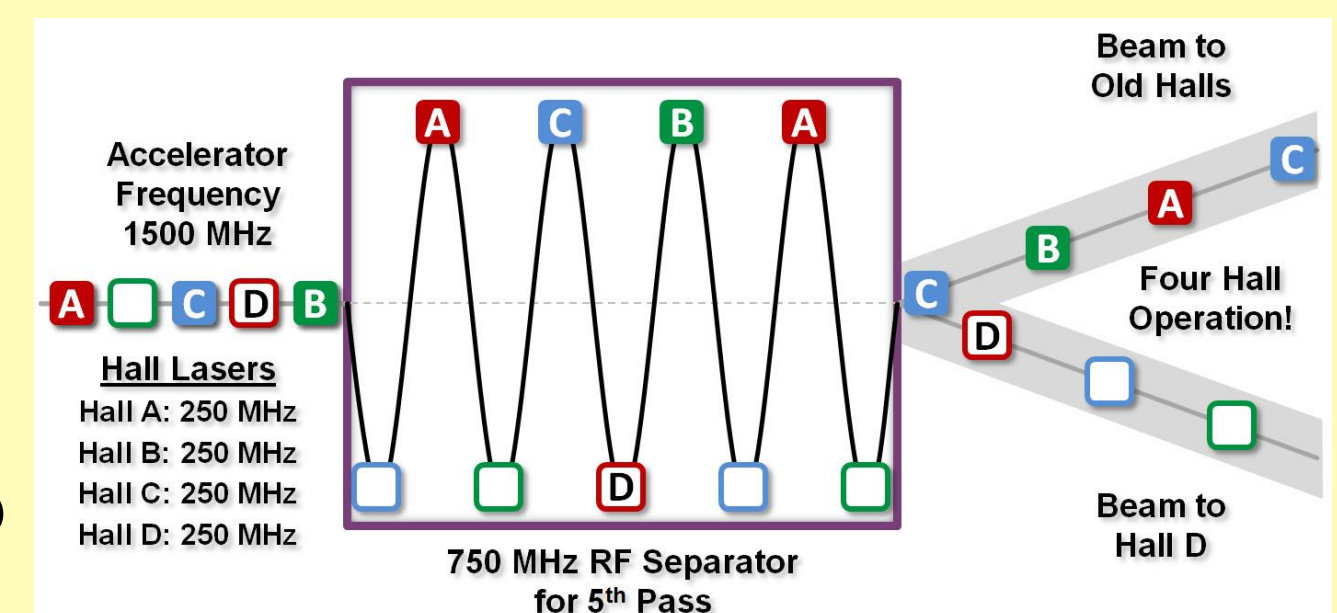 Accelerator
Frequency
1500 MHz
A C D B
Hall Lasers
Hall A: 250 MHz
Hall B: 250 MHz
Hall C: 250 MHz
Hall D: 250 MHz
A C B A
D
750 MHz RF Separator
for 5th Pass
Beam to
Old Halls
C
A
B
C
D
Four Hall
Operation!
Beam to
Hall D
)